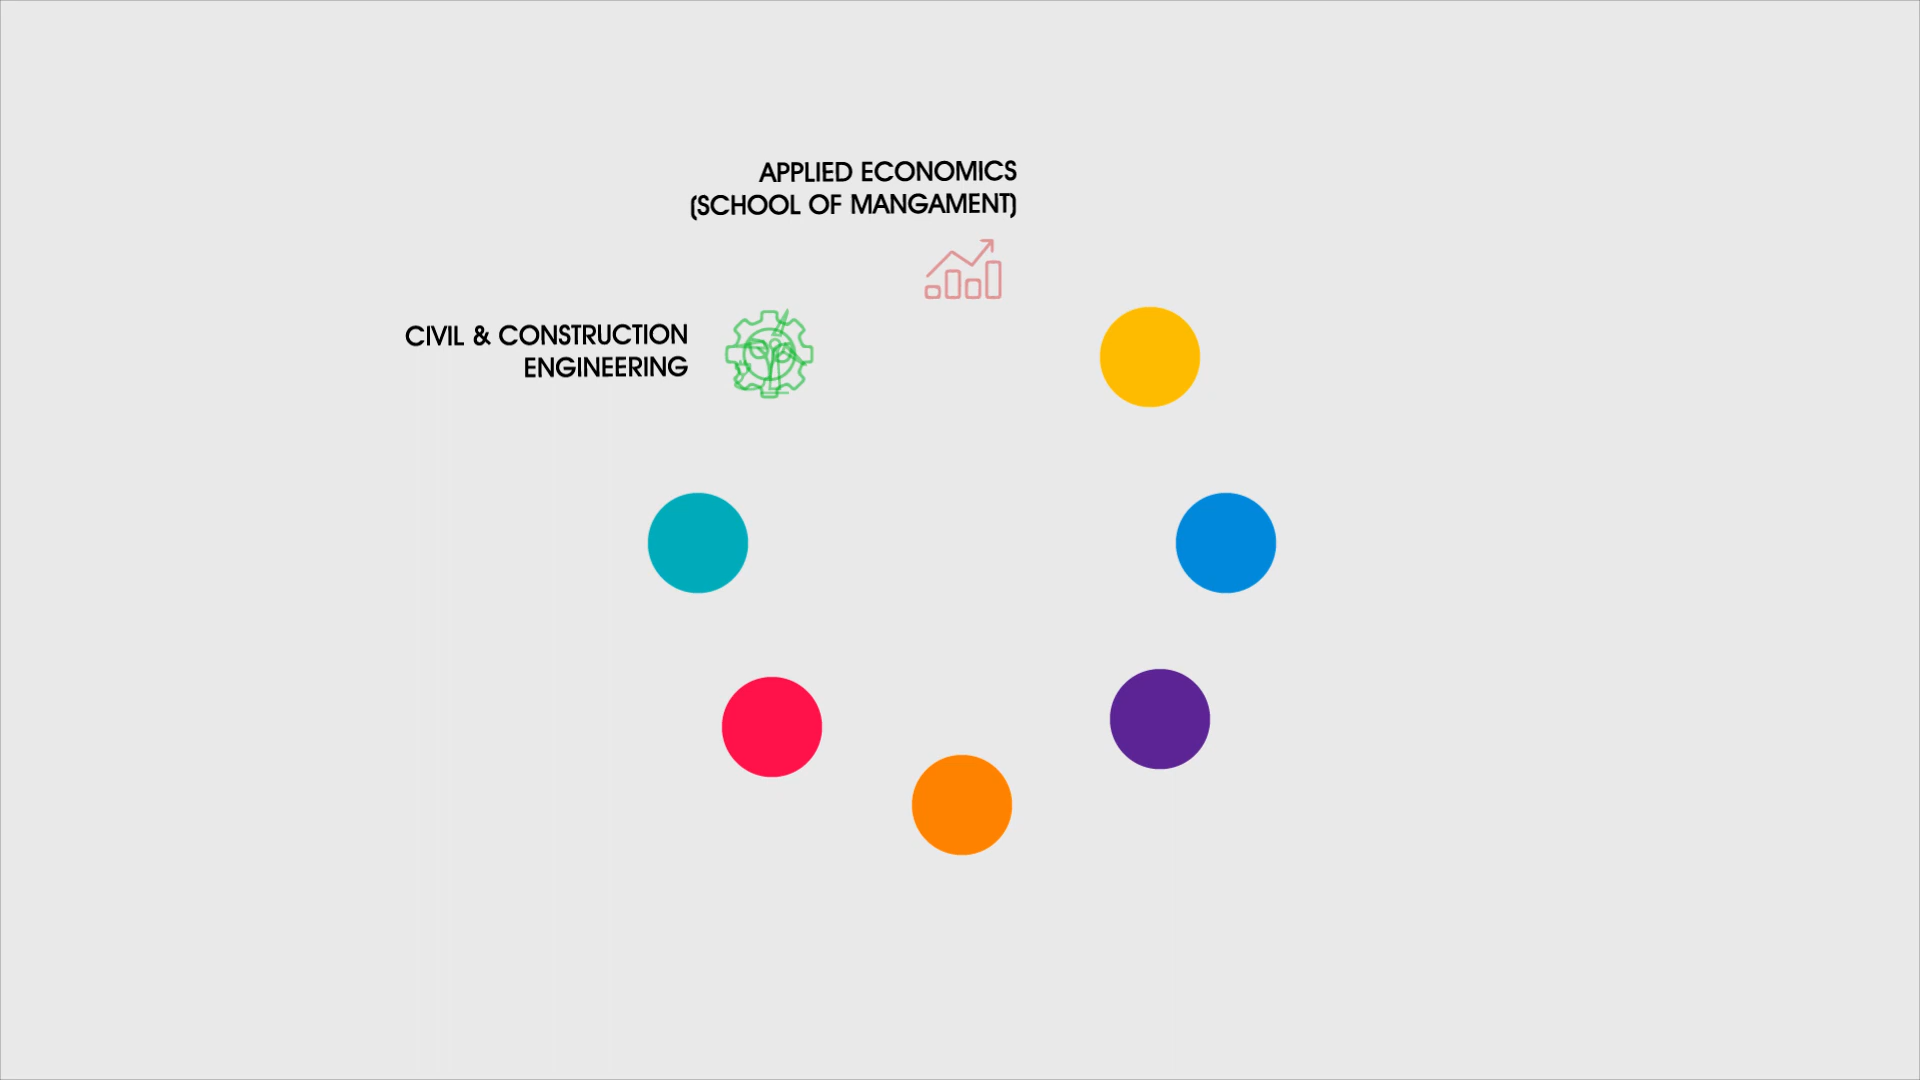 APPLIED ECONOMICS
(SCHOOL OF MANGAMENT)
CIVIL & CONSTRUCTION
ENGINEERING